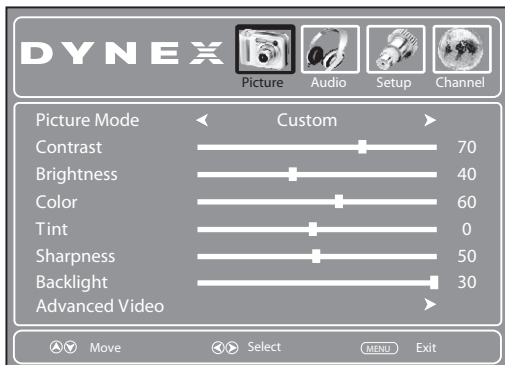 DYNEX
Picture Audio Setup Channel
Picture Mode Custom
Contrast 70
Brightness 40
Color 60
Tint 0
Sharpness 50
Backlight 30
Advanced Video
Move Select MENU Exit